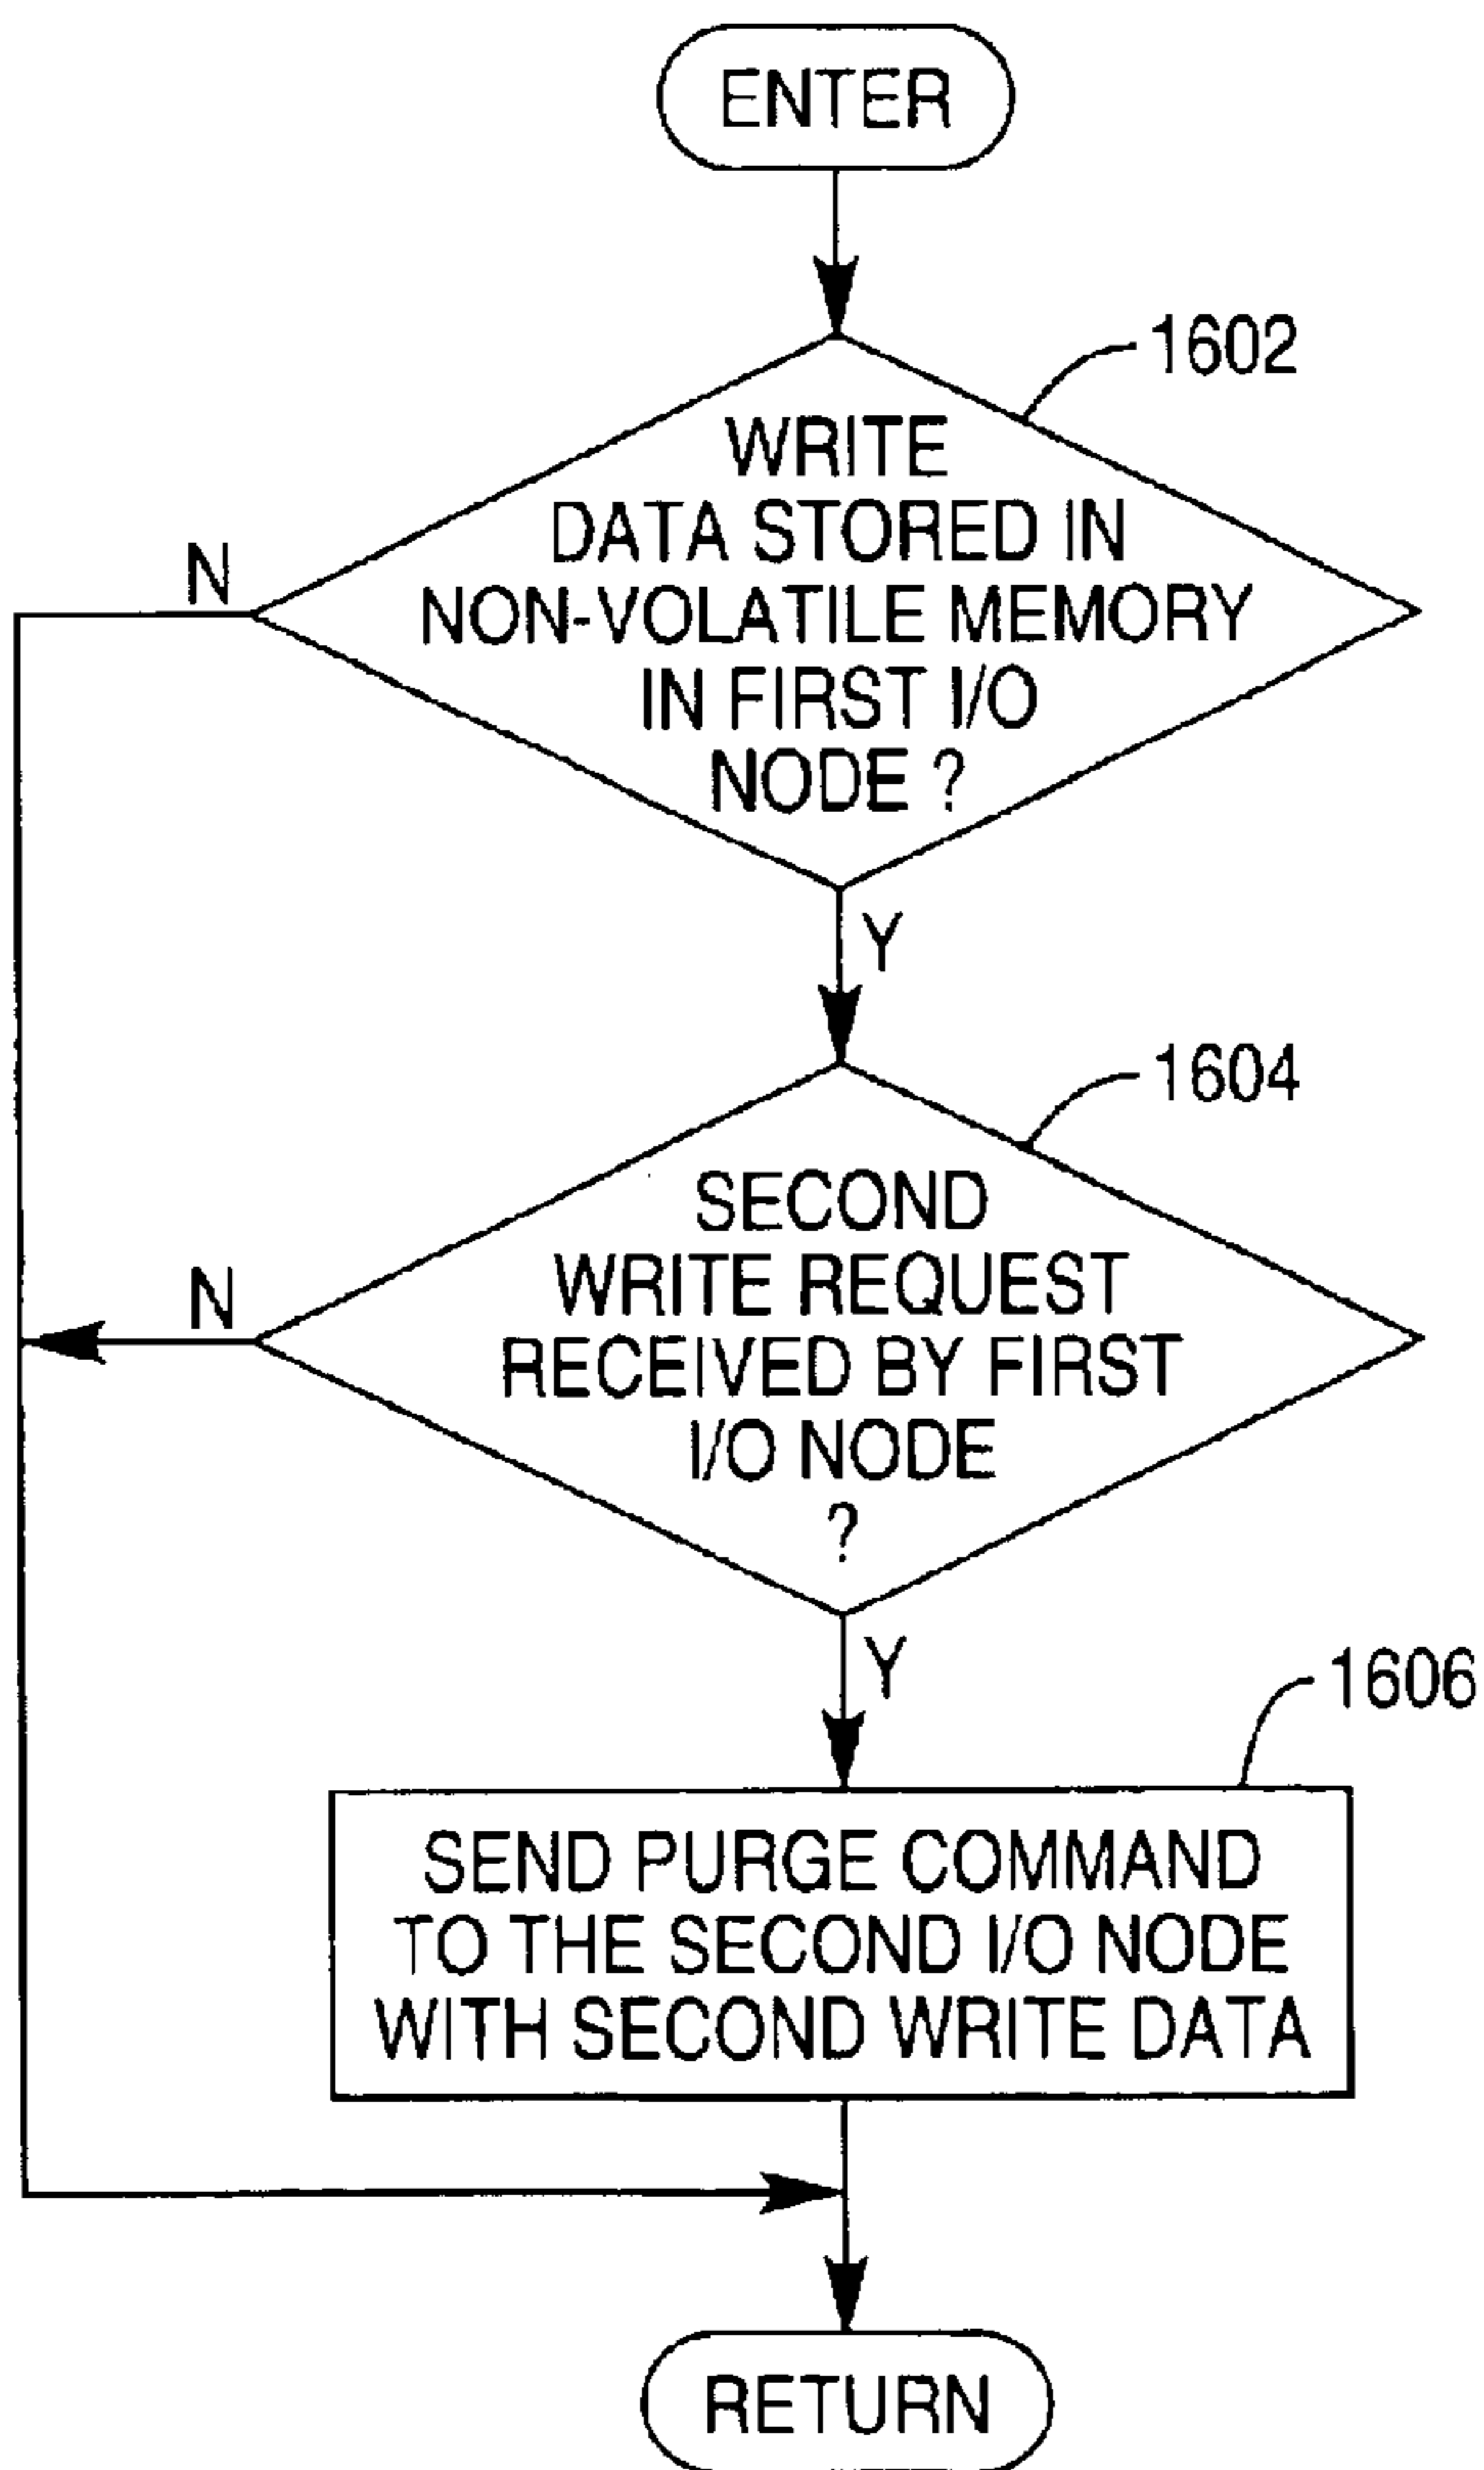 ENTER
1602
WRITE
DATA STORED IN
NON-VOLATILE MEMORY
IN FIRST I/O
NODE ?
N
Y
1604
SECOND
WRITE REQUEST
RECEIVED BY FIRST
I/O NODE
?
N
Y
1606
SEND PURGE COMMAND
TO THE SECOND I/O NODE
WITH SECOND WRITE DATA
RETURN